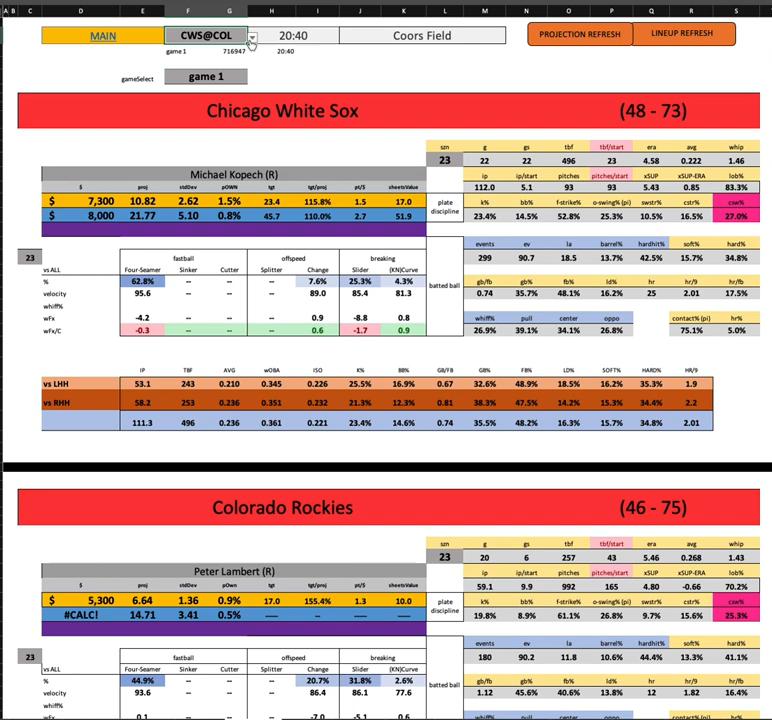 C D E F G H I J K L M N O P Q R S
MAIN CWS@COL 20:40 Coors Field PROJECTION REFRESH LINEUP REFRESH
game 1 716947 20:40
gameSelect game 1
Chicago White Sox (48 - 73)
szn g gs tbf tbf/start era avg whip
23 22 22 496 23 4.58 0.222 1.46
Michael Kopech (R) ip ip/start pitches pitches/start xSUP xSUP-ERA lob%
$ proj stdDev pOWN tgt tgt/proj pt/$ sheetsValue 112.0 5.1 93 93 5.43 0.85 83.3%
$ 7,300 10.82 2.62 1.5% 23.4 115.8% 1.5 17.0 plate discipline k% bb% f-strike% o-swing% (pi) swstr% cstr% csw%
$ 8,000 21.77 5.10 0.8% 45.7 110.0% 2.7 51.9 23.4% 14.5% 52.8% 25.3% 10.5% 16.5% 27.0%
events ev la barrel% hardhit% soft% hard%
23 fastball offspeed breaking 299 90.7 18.5 13.7% 42.5% 15.7% 34.8%
vs ALL Four-Seamer Sinker Cutter Splitter Change Slider (KN)Curve
% 62.8% -- -- -- 7.6% 25.3% 4.3% batted ball gb/fb gb% fb% ld% hr hr/9 hr/fb
velocity 95.6 -- -- -- 89.0 85.4 81.3 0.74 35.7% 48.1% 16.2% 25 2.01 17.5%
whiff%
wFx -4.2 -- -- -- 0.9 -8.8 0.8 whiff% pull center oppo contact% (pi) hr%
wFx/C -0.3 -- -- -- 0.6 -1.7 0.9 26.9% 39.1% 34.1% 26.8% 75.1% 5.0%
IP TBF AVG wOBA ISO K% BB% GB/FB GB% FB% LD% SOFT% HARD% HR/9
vs LHH 53.1 243 0.210 0.345 0.226 25.5% 16.9% 0.67 32.6% 48.9% 18.5% 16.2% 35.3% 1.9
vs RHH 58.2 253 0.236 0.351 0.232 21.3% 12.3% 0.81 38.3% 47.5% 14.2% 15.3% 34.4% 2.2
111.3 496 0.236 0.361 0.221 23.4% 14.6% 0.74 35.5% 48.2% 16.3% 15.7% 34.8% 2.01
Colorado Rockies (46 - 75)
szn g gs tbf tbf/start era avg whip
23 20 6 257 43 5.46 0.268 1.43
Peter Lambert (R) ip ip/start pitches pitches/start xSUP xSUP-ERA lob%
$ proj stdDev pOwn tgt tgt/proj pt/$ sheetsValue 59.1 9.9 992 165 4.80 -0.66 70.2%
$ 5,300 6.64 1.36 0.9% 17.0 155.4% 1.3 10.0 plate discipline k% bb% f-strike% o-swing% (pi) swstr% cstr% csw%
#CALC! 14.71 3.41 0.5% — — — — 19.8% 8.9% 61.1% 26.8% 9.7% 15.6% 25.3%
events ev la barrel% hardhit% soft% hard%
23 fastball offspeed breaking 180 90.2 11.8 10.6% 44.4% 13.3% 41.1%
vs ALL Four-Seamer Sinker Cutter Splitter Change Slider (KN)Curve
% 44.9% -- -- -- 20.7% 31.8% 2.6% batted ball gb/fb gb% fb% ld% hr hr/9 hr/fb
velocity 93.6 -- -- -- 86.4 86.1 77.6 1.12 45.6% 40.6% 13.8% 12 1.82 16.4%
whiff%
wFx 0.1 -- -- -- -7.0 -5.1 0.6 whiff% pull center oppo contact% (pi) hr%